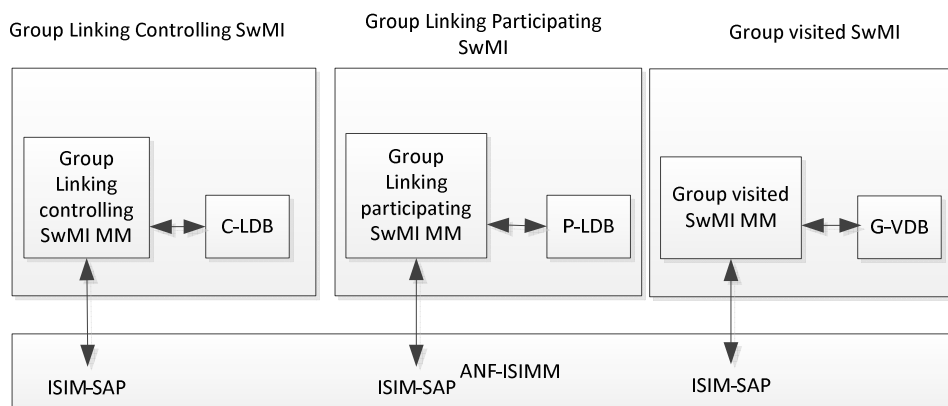 Group Linking Controlling SwMI
Group Linking Participating
SwMI
Group visited SwMI
Group
Linking
controlling
SwMI MM
C-LDB
Group
Linking
participating
SwMI MM
P-LDB
Group visited
SwMI MM
G-VDB
ANF-ISIMM
ISIM-SAP
ISIM-SAP
ISIM-SAP